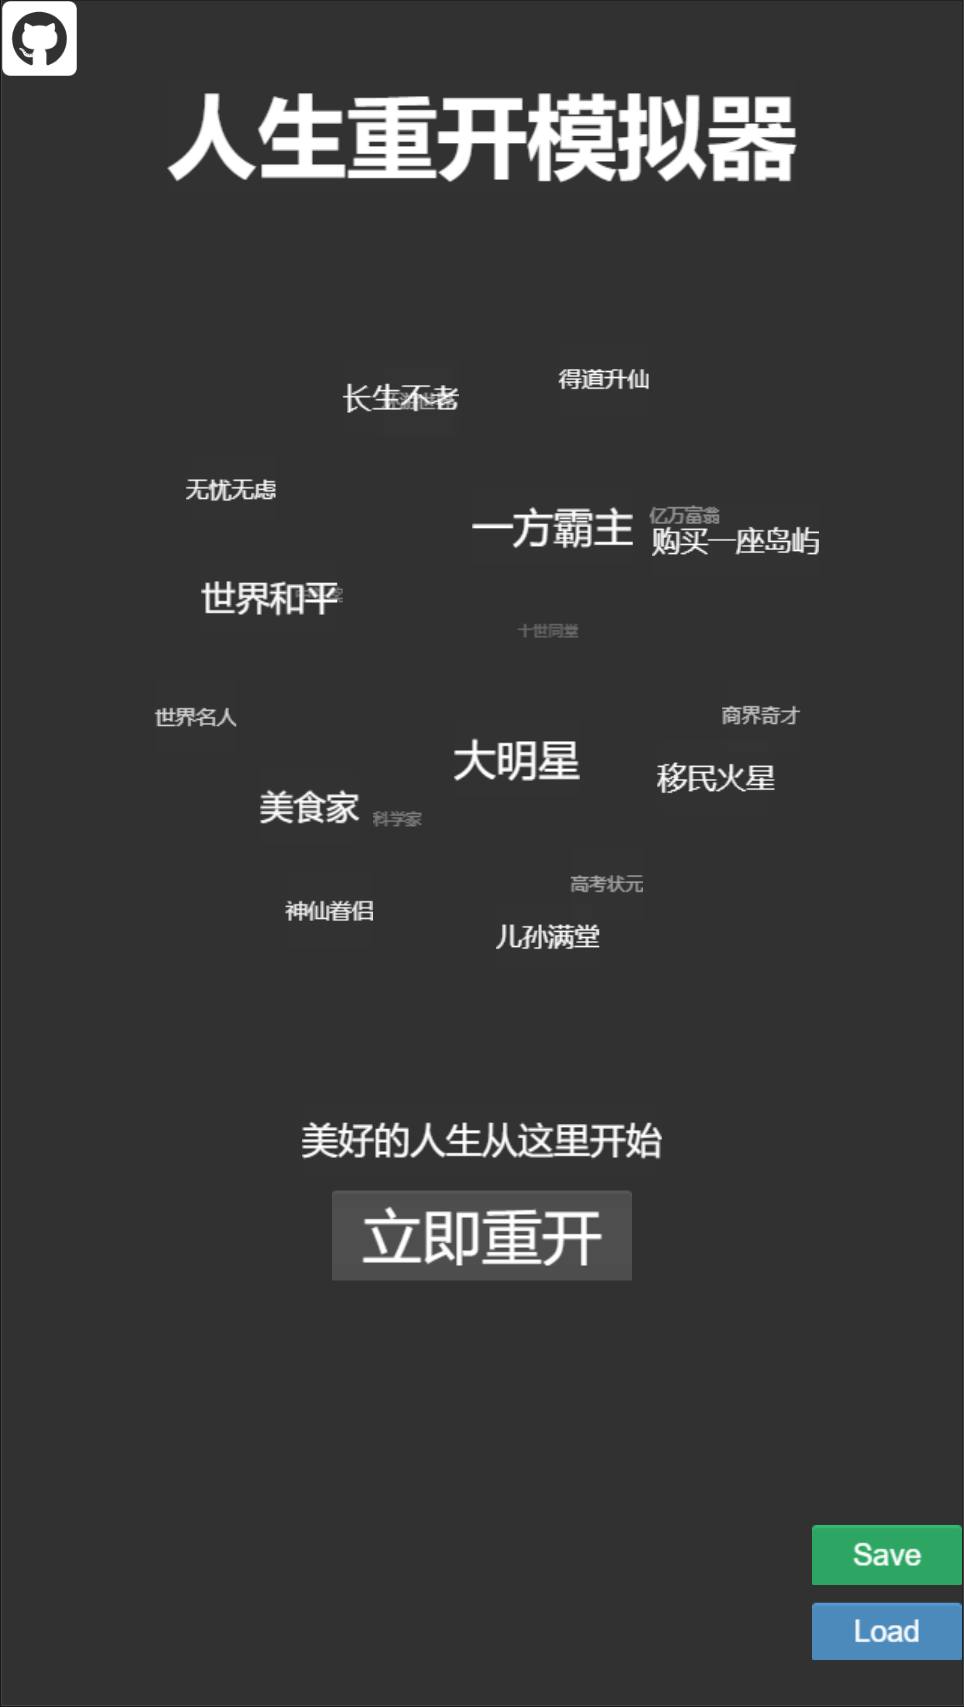 人生重开模拟器
得道升仙
长生不老
无忧无虑
亿万富翁
一方霸主
购买一座岛屿
世界和平
十世同堂
世界名人
商界奇才
大明星
移民火星
美食家
科学家
高考状元
神仙眷侣
儿孙满堂
美好的人生从这里开始
立即重开
Save
Load